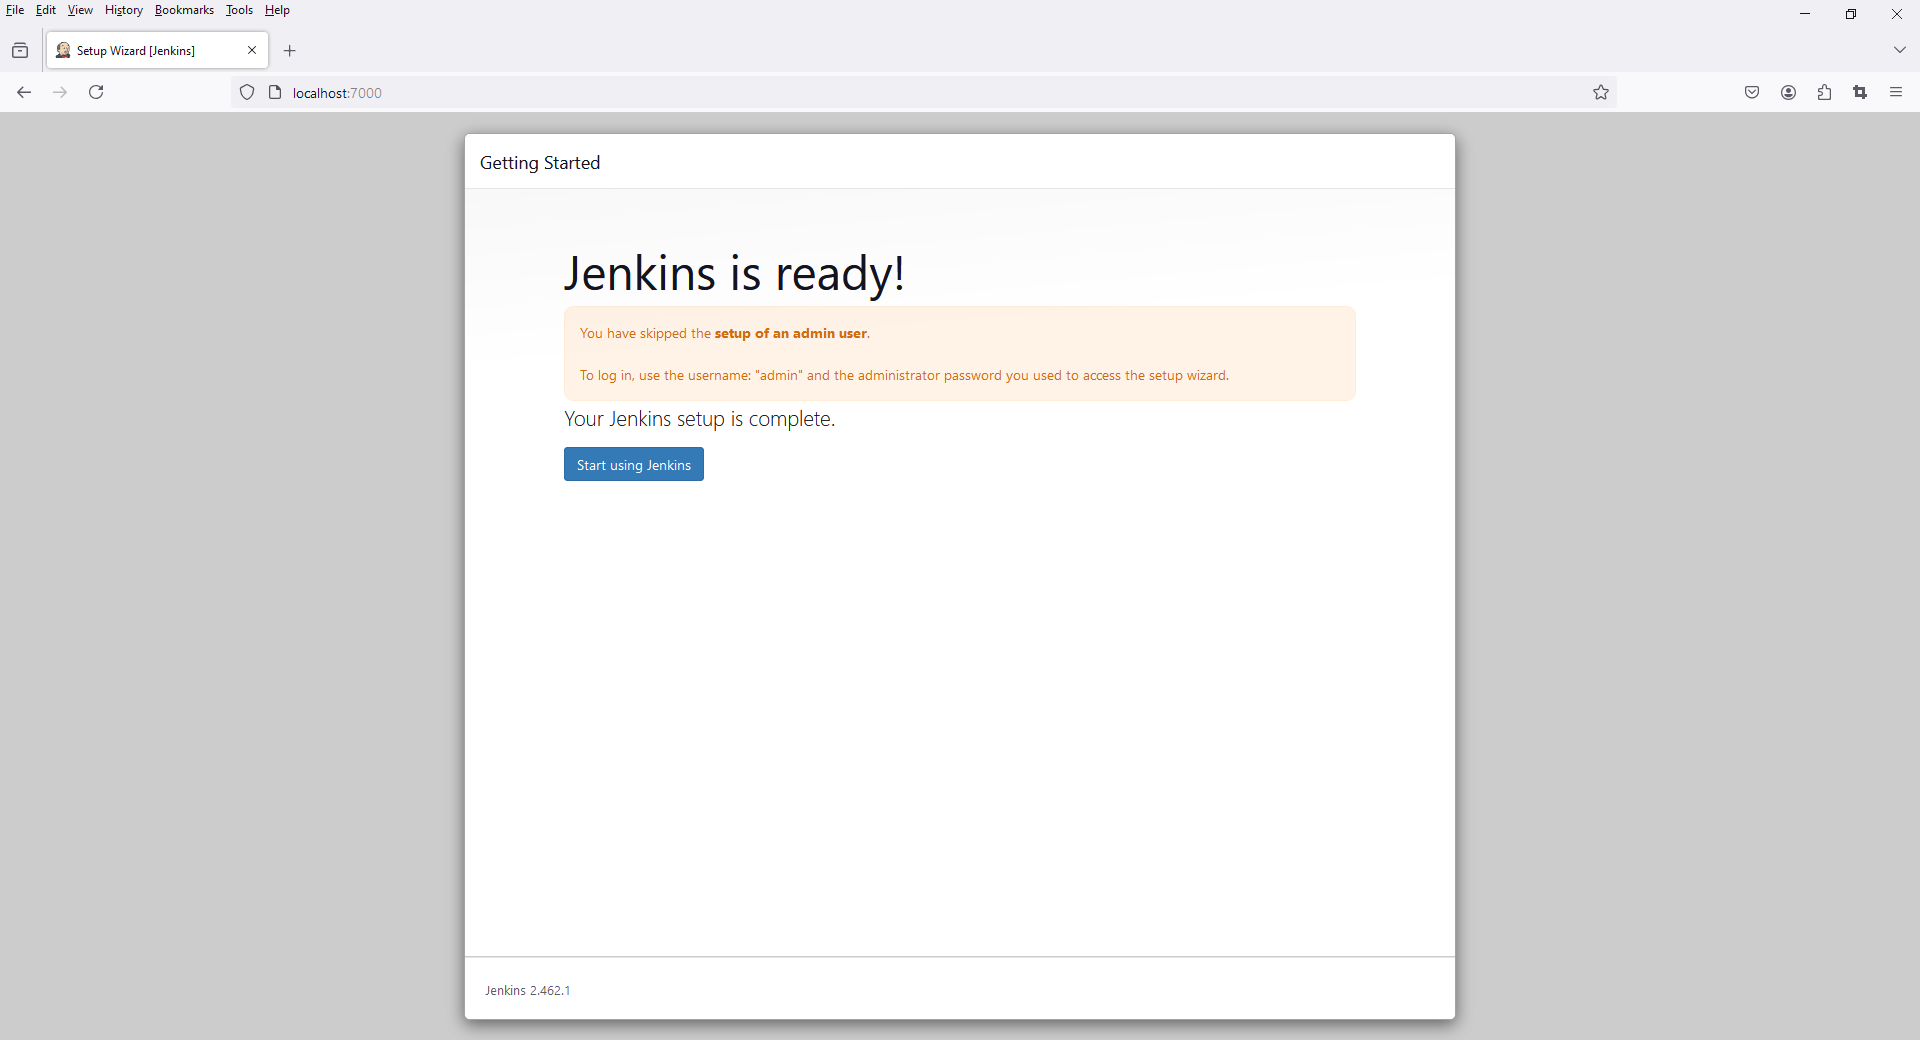 File Edit View History Bookmarks Tools Help
Setup Wizard [Jenkins]
localhost:7000
Getting Started
Jenkins is ready!
You have skipped the setup of an admin user.
To log in, use the username: "admin" and the administrator password you used to access the setup wizard.
Your Jenkins setup is complete.
Start using Jenkins
Jenkins 2.462.1